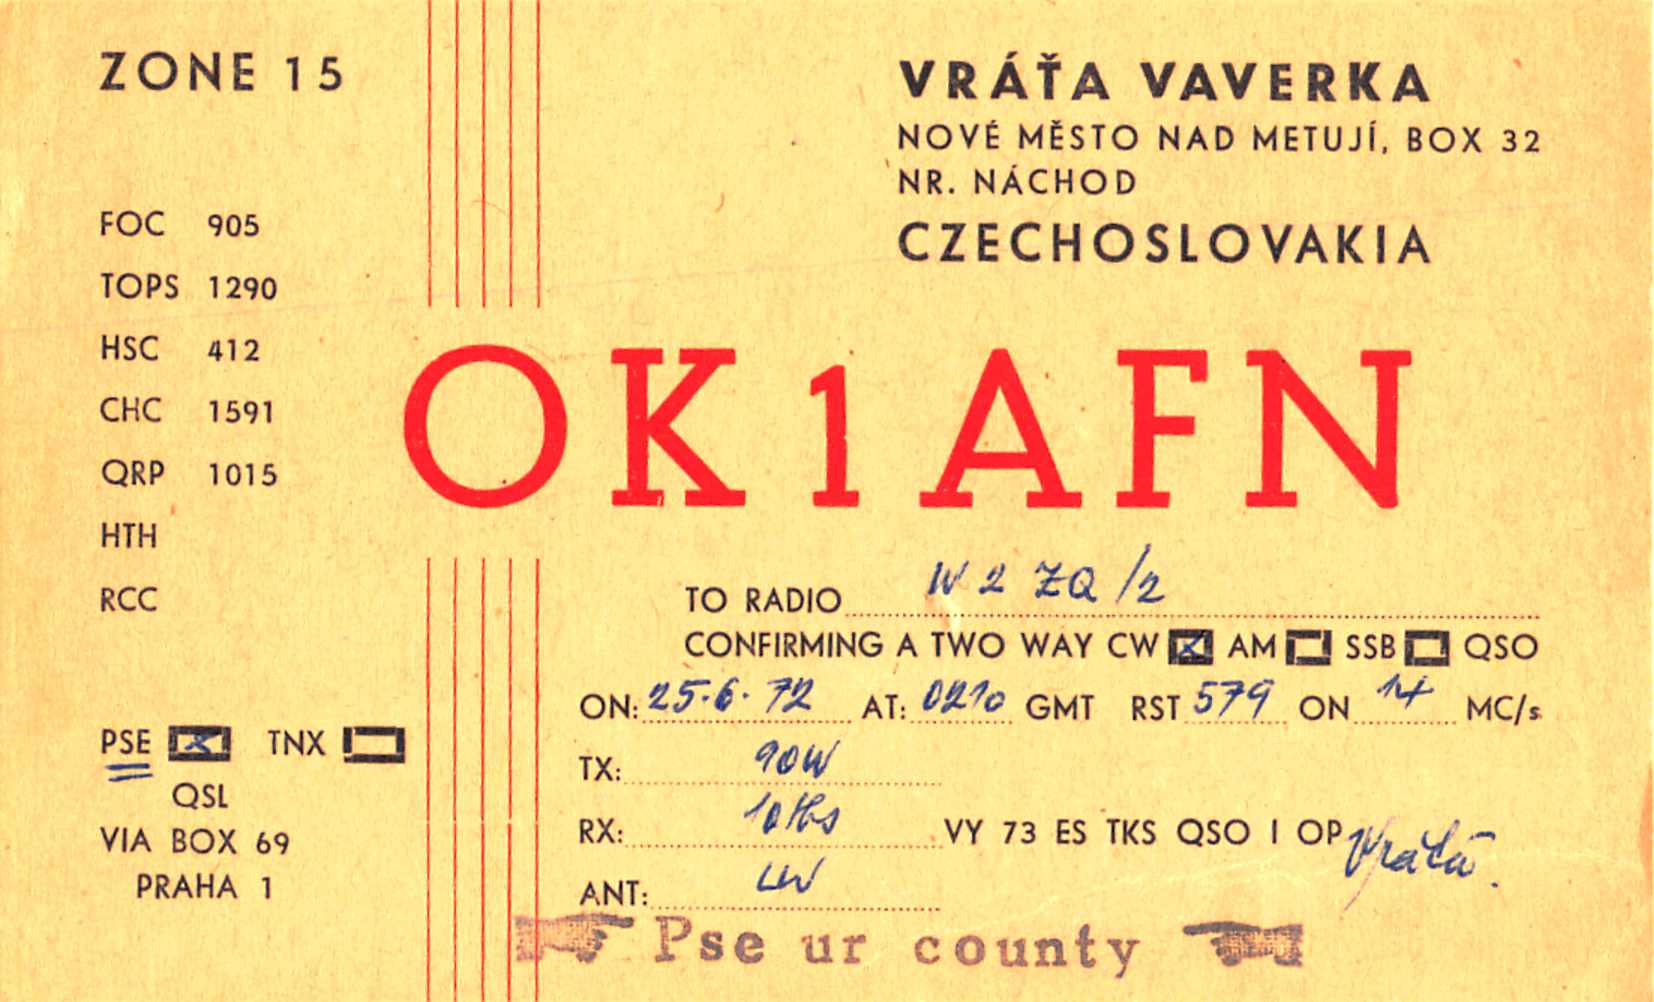 ZONE 15
VRÁŤA VAVERKA
NOVÉ MĚSTO NAD METUJÍ, BOX 32
NR. NÁCHOD
CZECHOSLOVAKIA
FOC 905
TOPS 1290
HSC 412
CHC 1591
QRP 1015
HTH
RCC
OK1AFN
TO RADIO W2ZQ/2
CONFIRMING A TWO WAY CW AM SSB QSO
ON: 25.6.72 AT: 0210 GMT RST 579 ON 14 MC/s
PSE TNX
QSL
VIA BOX 69
PRAHA 1
TX: 90W
RX: 10tbs
ANT: LW
VY 73 ES TKS QSO I OP Vráťa.
Pse ur county